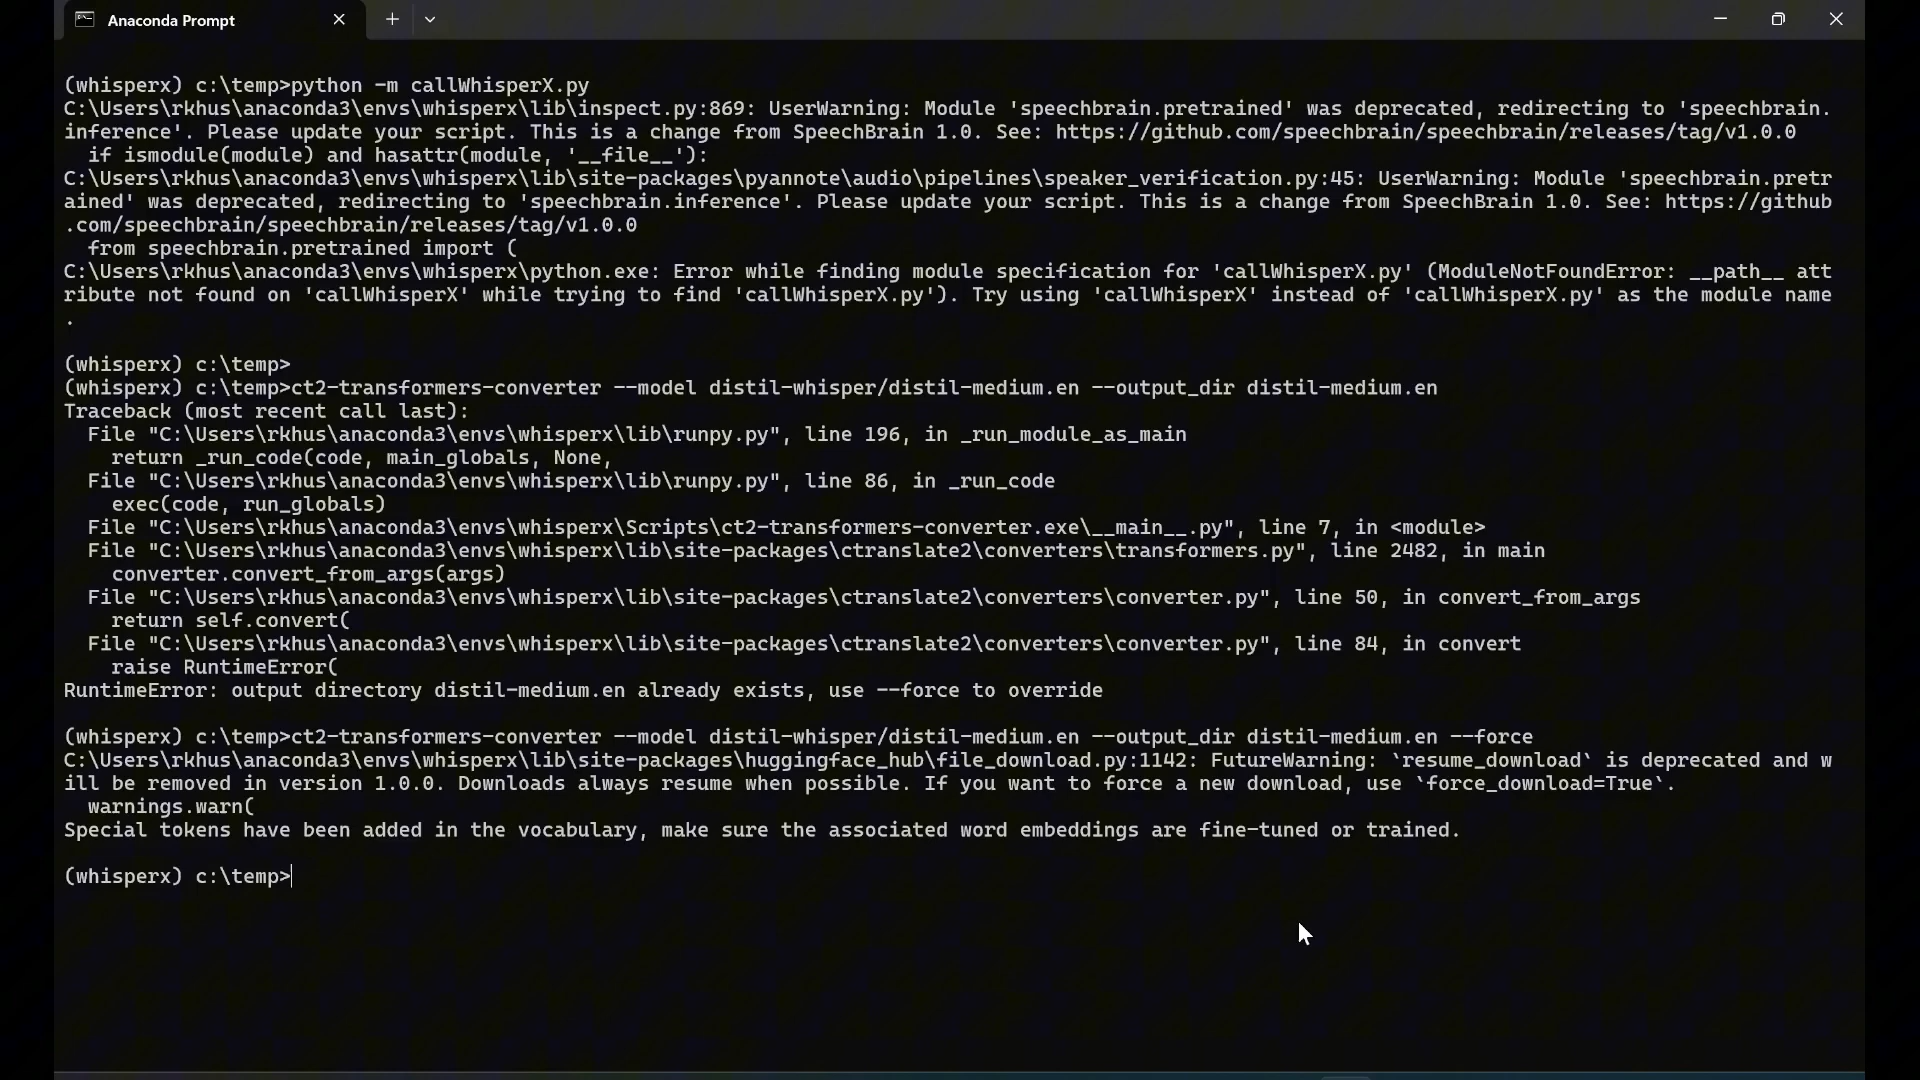 Anaconda Prompt
(whisperx) c:\temp>python -m callWhisperX.py
C:\Users\rkhus\anaconda3\envs\whisperx\lib\inspect.py:869: UserWarning: Module 'speechbrain.pretrained' was deprecated, redirecting to 'speechbrain.
inference'. Please update your script. This is a change from SpeechBrain 1.0. See: https://github.com/speechbrain/speechbrain/releases/tag/v1.0.0
  if ismodule(module) and hasattr(module, '__file__'):
C:\Users\rkhus\anaconda3\envs\whisperx\lib\site-packages\pyannote\audio\pipelines\speaker_verification.py:45: UserWarning: Module 'speechbrain.pretr
ained' was deprecated, redirecting to 'speechbrain.inference'. Please update your script. This is a change from SpeechBrain 1.0. See: https://github
.com/speechbrain/speechbrain/releases/tag/v1.0.0
  from speechbrain.pretrained import (
C:\Users\rkhus\anaconda3\envs\whisperx\python.exe: Error while finding module specification for 'callWhisperX.py' (ModuleNotFoundError: __path__ att
ribute not found on 'callWhisperX' while trying to find 'callWhisperX.py'). Try using 'callWhisperX' instead of 'callWhisperX.py' as the module name
.
(whisperx) c:\temp>
(whisperx) c:\temp>ct2-transformers-converter --model distil-whisper/distil-medium.en --output_dir distil-medium.en
Traceback (most recent call last):
  File "C:\Users\rkhus\anaconda3\envs\whisperx\lib\runpy.py", line 196, in _run_module_as_main
    return _run_code(code, main_globals, None,
  File "C:\Users\rkhus\anaconda3\envs\whisperx\lib\runpy.py", line 86, in _run_code
    exec(code, run_globals)
  File "C:\Users\rkhus\anaconda3\envs\whisperx\Scripts\ct2-transformers-converter.exe\__main__.py", line 7, in <module>
  File "C:\Users\rkhus\anaconda3\envs\whisperx\lib\site-packages\ctranslate2\converters\transformers.py", line 2482, in main
    converter.convert_from_args(args)
  File "C:\Users\rkhus\anaconda3\envs\whisperx\lib\site-packages\ctranslate2\converters\converter.py", line 50, in convert_from_args
    return self.convert(
  File "C:\Users\rkhus\anaconda3\envs\whisperx\lib\site-packages\ctranslate2\converters\converter.py", line 84, in convert
    raise RuntimeError(
RuntimeError: output directory distil-medium.en already exists, use --force to override
(whisperx) c:\temp>ct2-transformers-converter --model distil-whisper/distil-medium.en --output_dir distil-medium.en --force
C:\Users\rkhus\anaconda3\envs\whisperx\lib\site-packages\huggingface_hub\file_download.py:1142: FutureWarning: `resume_download` is deprecated and w
ill be removed in version 1.0.0. Downloads always resume when possible. If you want to force a new download, use `force_download=True`.
  warnings.warn(
Special tokens have been added in the vocabulary, make sure the associated word embeddings are fine-tuned or trained.
(whisperx) c:\temp>